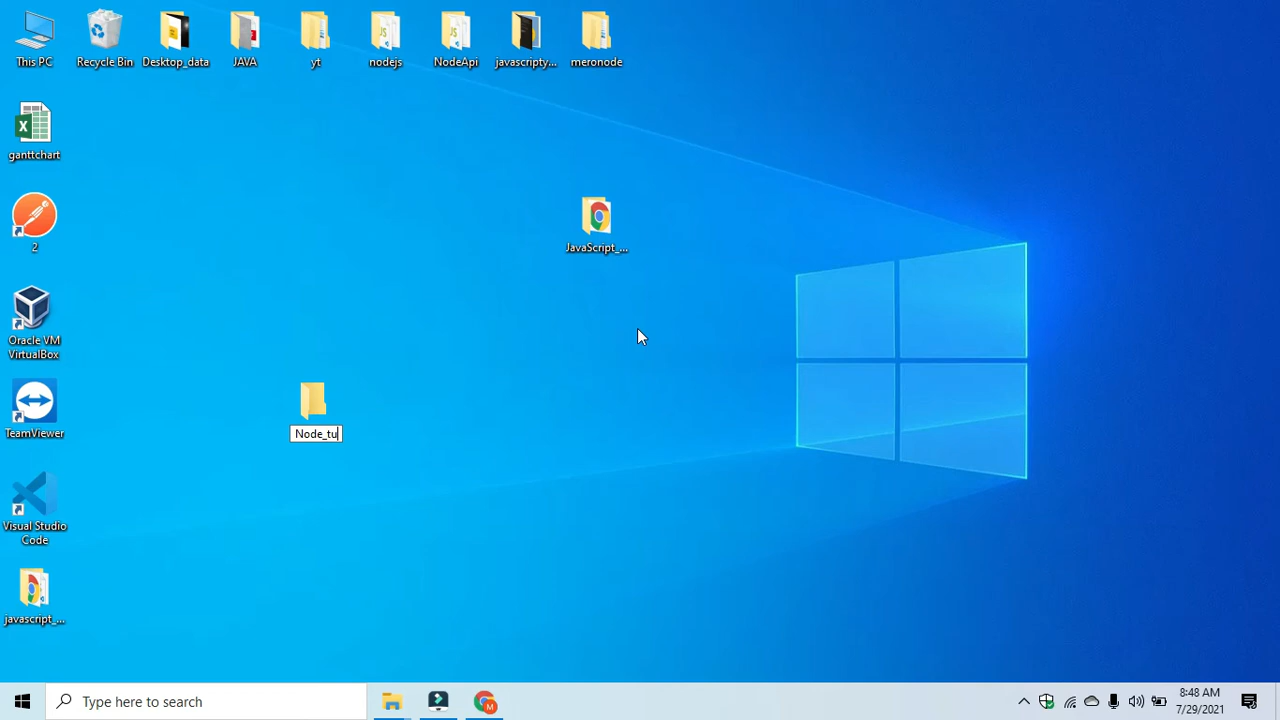 This PC
Recycle Bin
Desktop_data
JAVA
yt
nodejs
NodeApi
javascripty...
meronode
ganttchart
JavaScript_...
2
Oracle VM
VirtualBox
TeamViewer
Node_tu
Visual Studio
Code
javascript_...
Type here to search
8:48 AM
7/29/2021